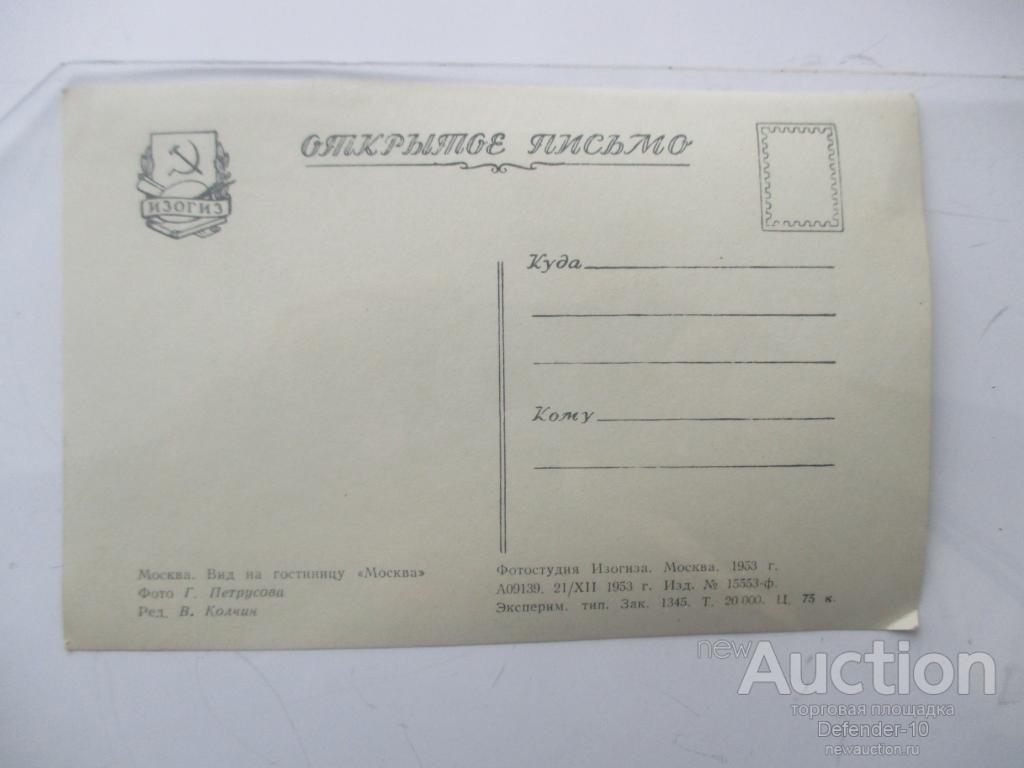 ОТКРЫТОЕ ПИСЬМО
ИЗОГИЗ
Куда
Кому
Москва. Вид на гостиницу «Москва»
Фото Г. Петрусова
Ред. В. Колчин
Фотостудия Изогиза. Москва. 1953 г.
А09139. 21/XII 1953 г. Изд. № 15553-ф.
Эксперим. тип. Зак. 1345. Т. 20 000. Ц. 75 к.
newAuction
торговая площадка
Defender-10
newauction.ru